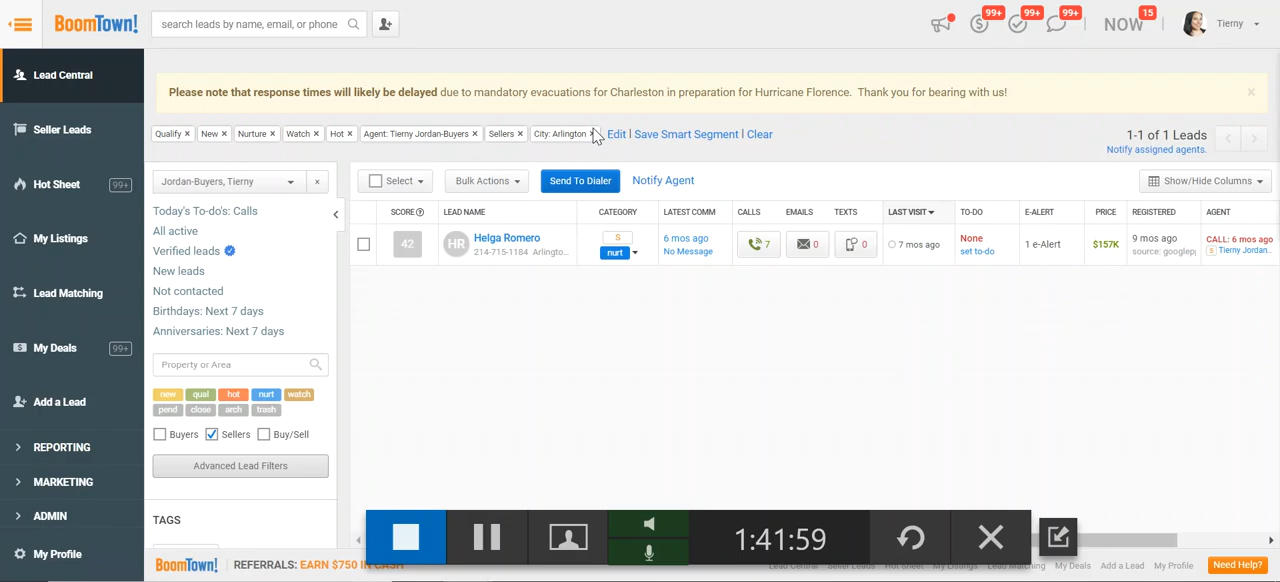 BoomTown!
search leads by name, email, or phone
99+
99+
99+
NOW 15
Tierny
Lead Central
Seller Leads
Hot Sheet 99+
My Listings
Lead Matching
My Deals 99+
Add a Lead
REPORTING
MARKETING
ADMIN
My Profile
Please note that response times will likely be delayed due to mandatory evacuations for Charleston in preparation for Hurricane Florence. Thank you for bearing with us! ×
Qualify × New × Nurture × Watch × Hot × Agent: Tierny Jordan-Buyers × Sellers × City: Arlington Edit | Save Smart Segment | Clear
1-1 of 1 Leads
Notify assigned agents.
Jordan-Buyers, Tierny ×
Today's To-do's: Calls
All active
Verified leads
New leads
Not contacted
Birthdays: Next 7 days
Anniversaries: Next 7 days
Property or Area
new qual hot nurt watch
pend close arch trash
Buyers Sellers Buy/Sell
Advanced Lead Filters
TAGS
Select Bulk Actions Send To Dialer Notify Agent Show/Hide Columns
SCORE LEAD NAME CATEGORY LATEST COMM CALLS EMAILS TEXTS LAST VISIT TO-DO E-ALERT PRICE REGISTERED AGENT
42 HR Helga Romero S 6 mos ago 7 0 0 7 mos ago None 1 e-Alert $157K 9 mos ago CALL: 6 mos ago
214-715-1184 Arlingto... nurt No Message set to-do source: googlepp S Tierny Jordan..
1:41:59
BoomTown! REFERRALS: EARN $750 IN CASH
Lead Central Seller Leads Hot Sheet My Listings Lead Matching My Deals Add a Lead My Profile
Need Help?